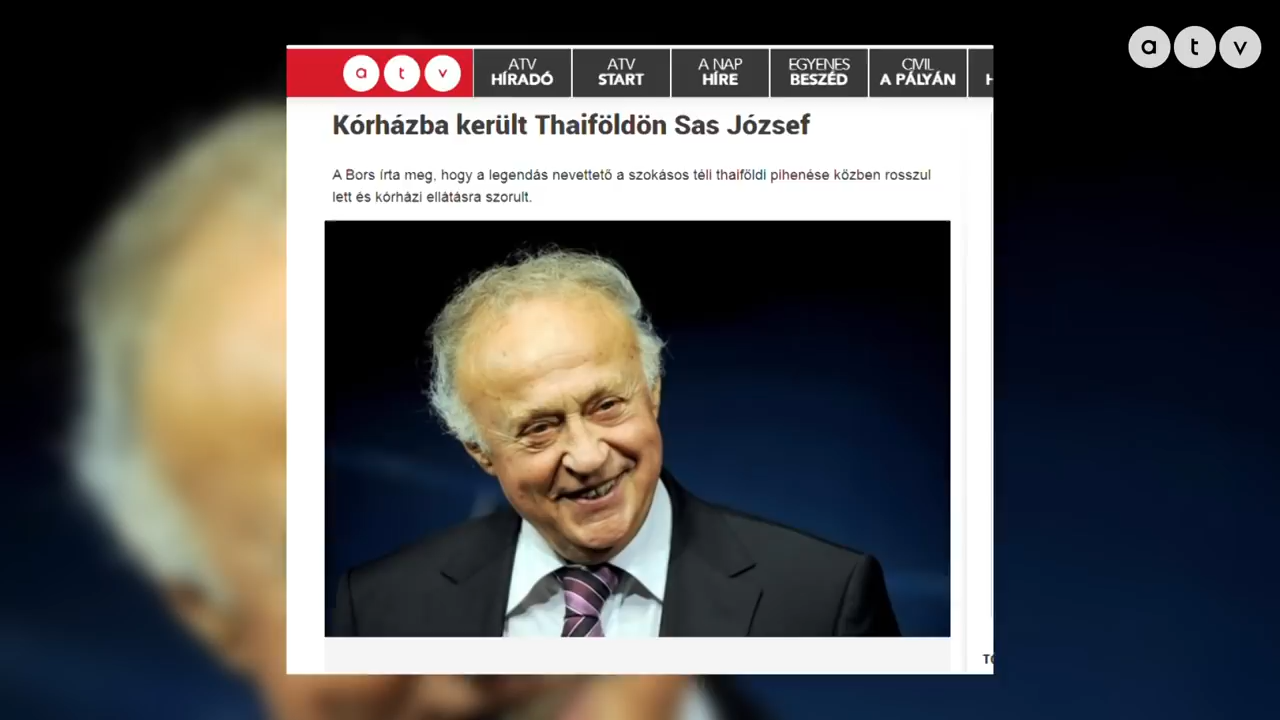 a t v
a t v
ATV HÍRADÓ
ATV START
A NAP HÍRE
EGYENES BESZÉD
CIVIL A PÁLYÁN
Kórházba került Thaiföldön Sas József
A Bors írta meg, hogy a legendás nevettető a szokásos téli thaiföldi pihenése közben rosszul
lett és kórházi ellátásra szorult.